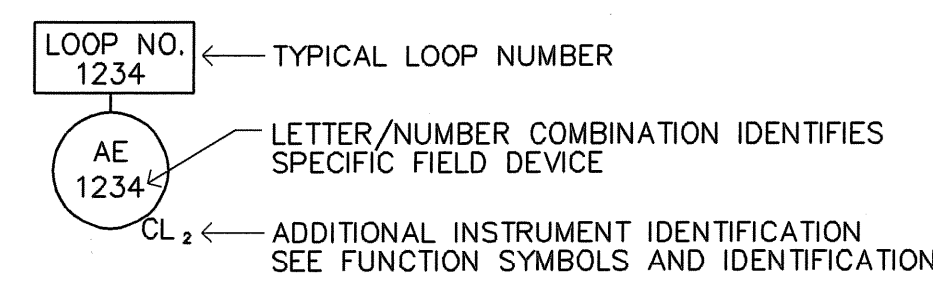 LOOP NO.
1234
TYPICAL LOOP NUMBER
AE
1234
LETTER/NUMBER COMBINATION IDENTIFIES
SPECIFIC FIELD DEVICE
CL₂
ADDITIONAL INSTRUMENT IDENTIFICATION
SEE FUNCTION SYMBOLS AND IDENTIFICATION